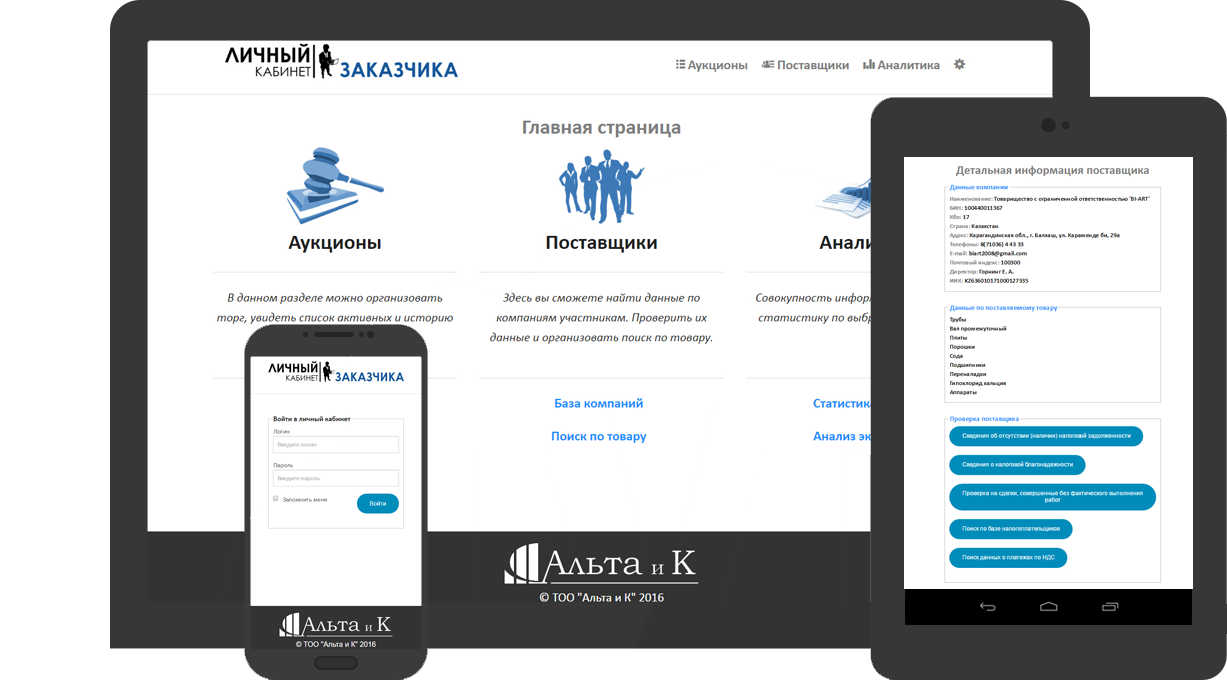 ЛИЧНЫЙ
КАБИНЕТ ЗАКАЗЧИКА
Аукционы Поставщики Аналитика
Главная страница
Аукционы
В данном разделе можно организовать
торг, увидеть список активных и историю
Поставщики
Здесь вы сможете найти данные по
компаниям участникам. Проверить их
данные и организовать поиск по товару.
База компаний
Поиск по товару
Анали
Совокупность инфор
статистику по выбр
Статистик
Анализ эк
Альта и К
© ТОО "Альта и К" 2016
ЛИЧНЫЙ
КАБИНЕТ ЗАКАЗЧИКА
Войти в личный кабинет
Логин
Введите логин
Пароль
Введите пароль
Запомнить меня
Войти
Альта и К
© ТОО "Альта и К" 2016
Детальная информация поставщика
Данные компании
Наименование: Товарищество с ограниченной ответственностью "BI-ART"
БИН: 100440011567
Кбе: 17
Страна: Казахстан
Адрес: Карагандинская обл., г. Балхаш, ул. Караменде би, 29а
Телефоны: 8(71036) 4 43 33
E-mail: biart2008@gmail.com
Почтовый индекс: 100300
Директор: Горнинг Е. А.
ИИК: KZ636010171000127335
Данные по поставляемому товару
Трубы
Вал промежуточный
Плиты
Порошки
Сода
Подшипники
Переналадки
Гипохлорид кальция
Аппараты
Проверка поставщика
Сведения об отсутствии (наличии) налоговой задолженности
Сведения о налоговой благонадежности
Проверка на сделки, совершенные без фактического выполнения
работ
Поиск по базе налогоплательщиков
Поиск данных о платежах по НДС